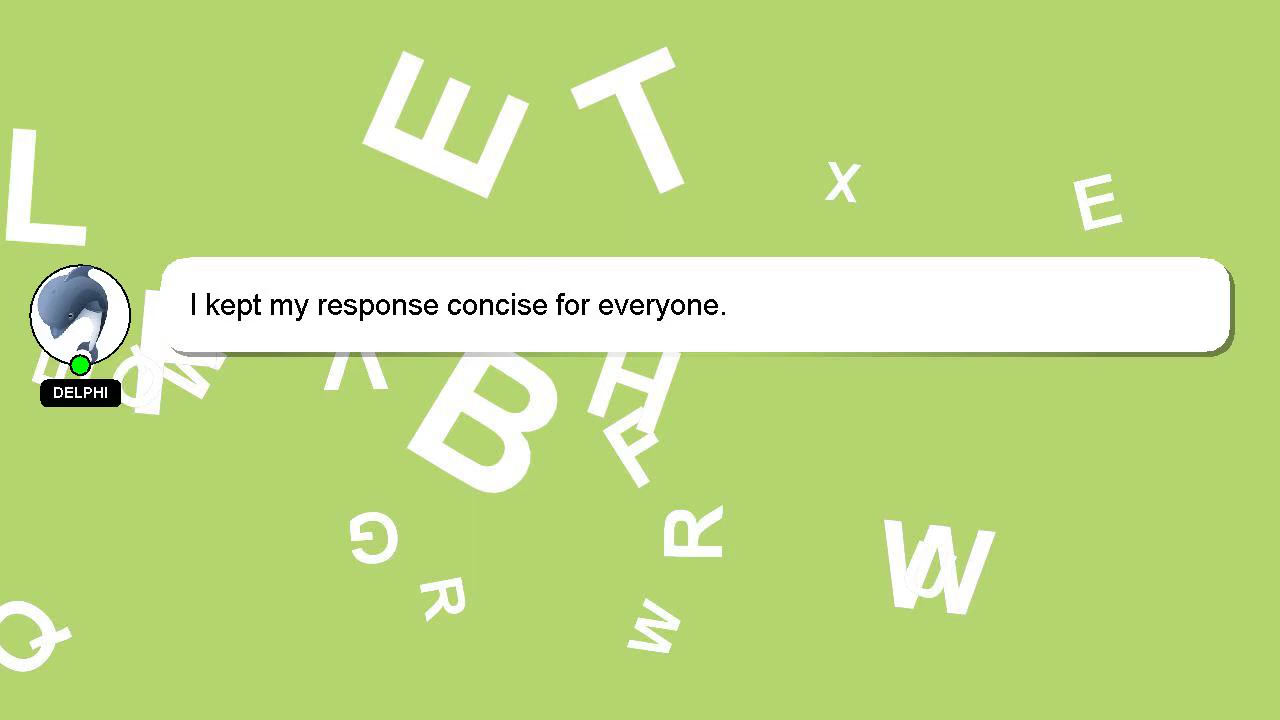 E T
L X E
I kept my response concise for everyone.
DELPHI
B H
F
G R
R W
W
Q